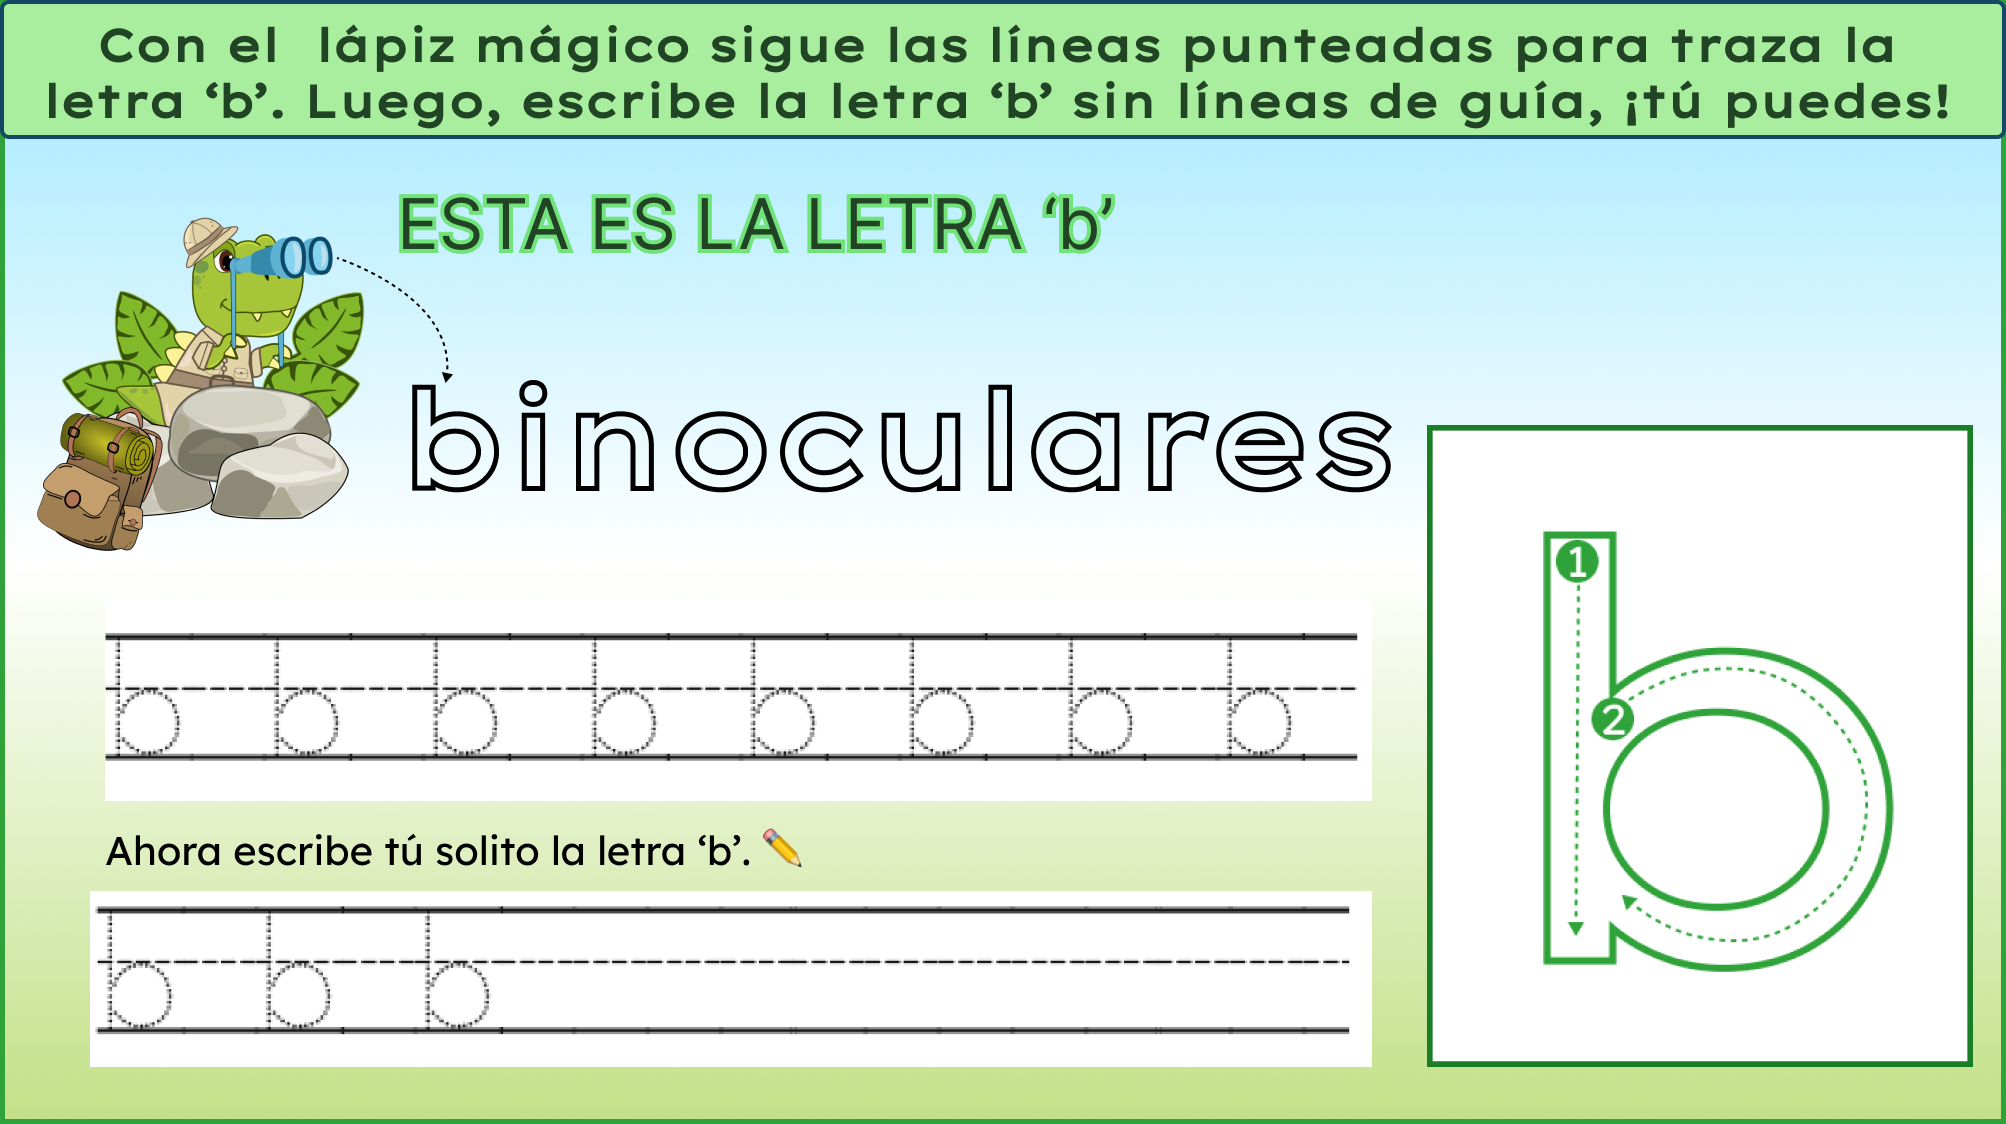 Con el lápiz mágico sigue las líneas punteadas para traza la
letra ‘b’. Luego, escribe la letra ‘b’ sin líneas de guía, ¡tú puedes!
ESTA ES LA LETRA ‘b’
binoculares
b b b b b b b b
Ahora escribe tú solito la letra ‘b’. ✏️
b b b
b
1
2